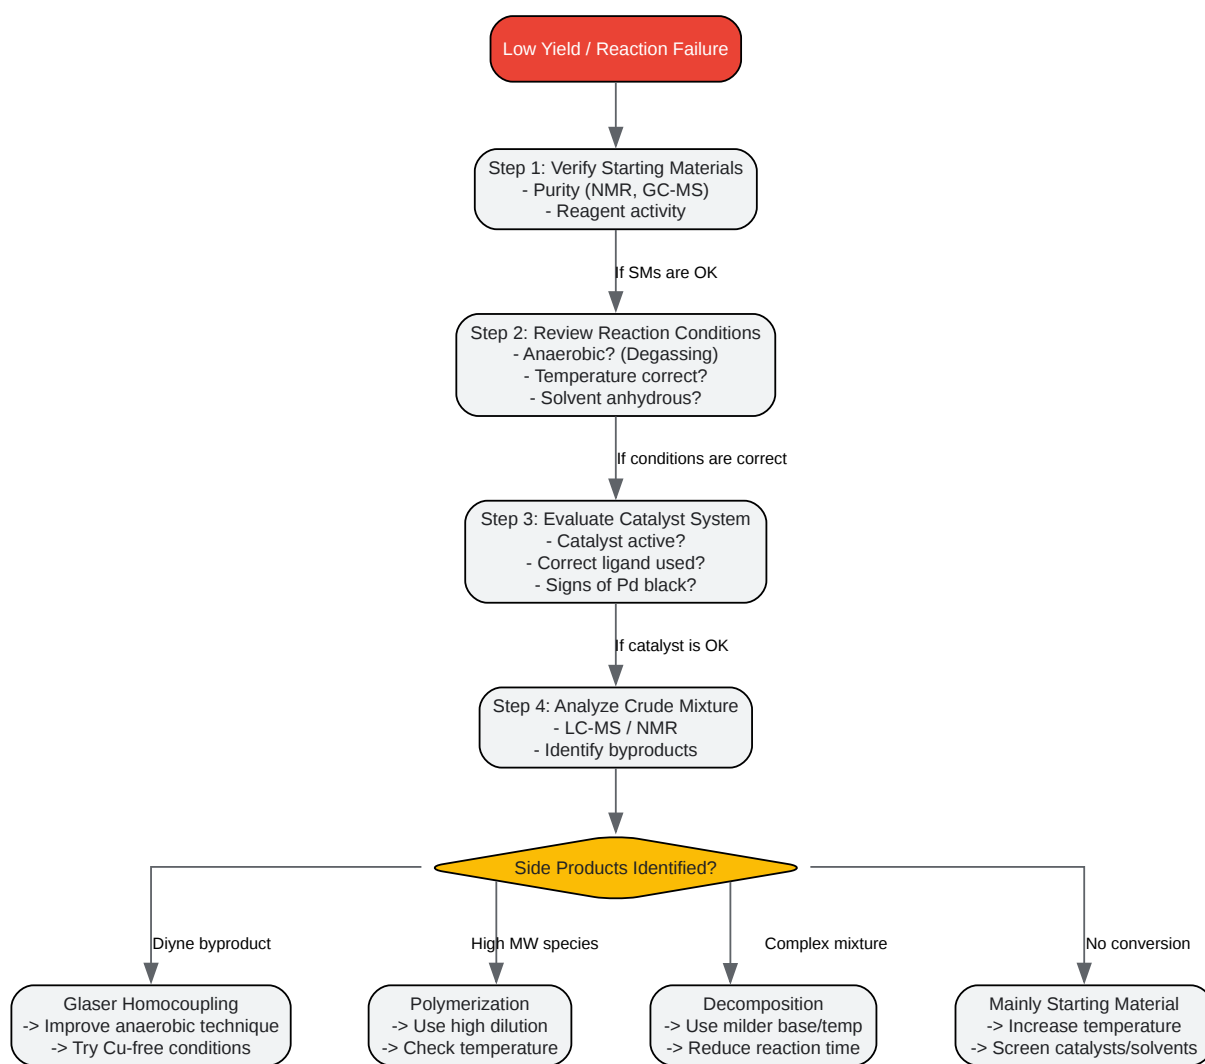 Low Yield / Reaction Failure
Step 1: Verify Starting Materials
- Purity (NMR, GC-MS)
- Reagent activity
If SMs are OK
Step 2: Review Reaction Conditions
- Anaerobic? (Degassing)
- Temperature correct?
- Solvent anhydrous?
If conditions are correct
Step 3: Evaluate Catalyst System
- Catalyst active?
- Correct ligand used?
- Signs of Pd black?
If catalyst is OK
Step 4: Analyze Crude Mixture
- LC-MS / NMR
- Identify byproducts
Side Products Identified?
Diyne byproduct
High MW species
Complex mixture
No conversion
Glaser Homocoupling
-> Improve anaerobic technique
-> Try Cu-free conditions
Polymerization
-> Use high dilution
-> Check temperature
Decomposition
-> Use milder base/temp
-> Reduce reaction time
Mainly Starting Material
-> Increase temperature
-> Screen catalysts/solvents